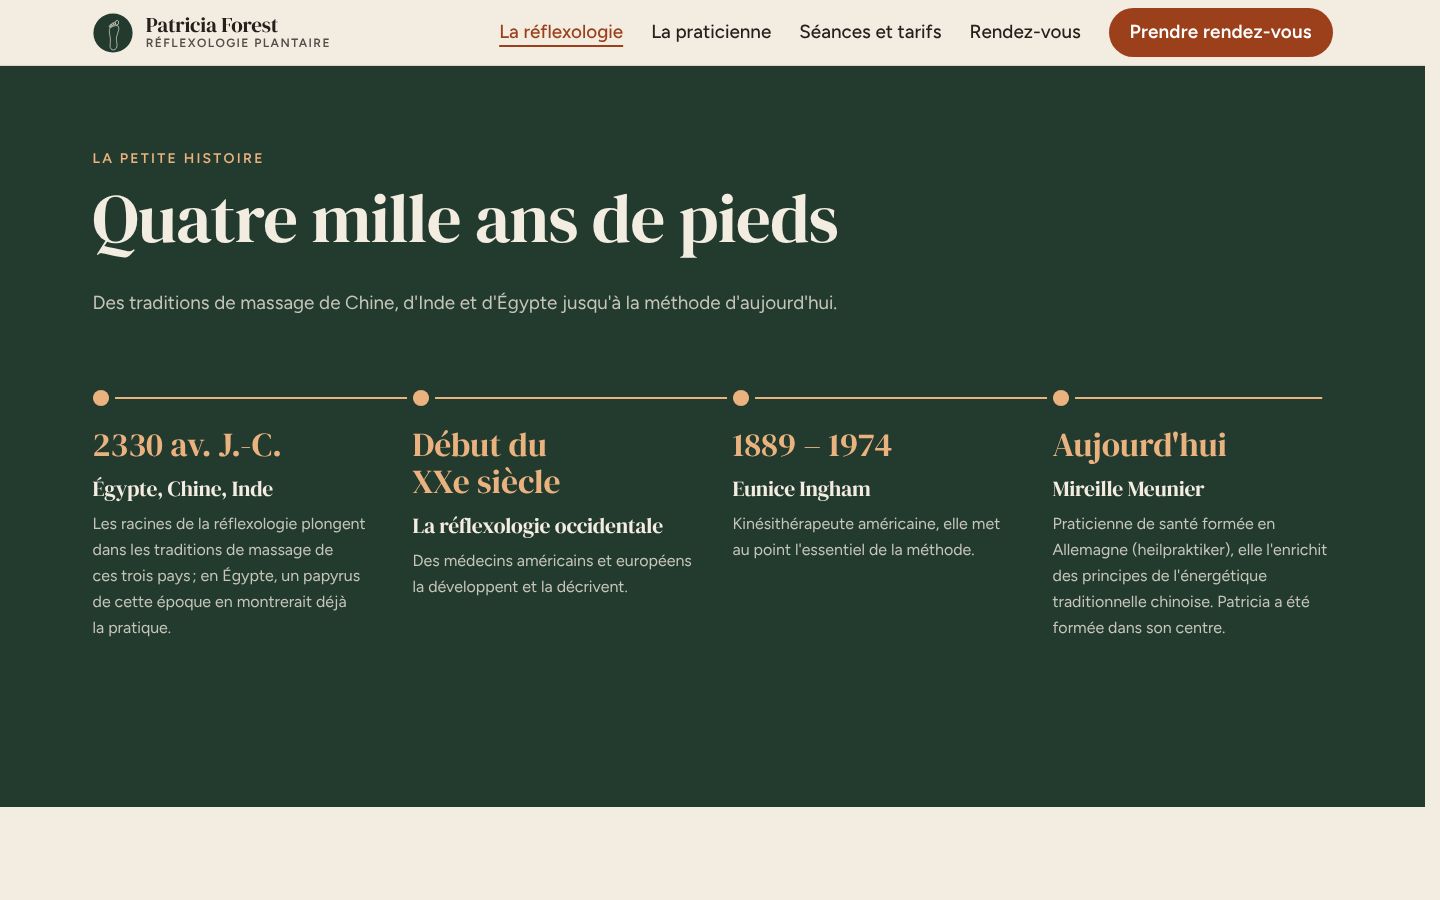 Patricia Forest
RÉFLEXOLOGIE PLANTAIRE
La réflexologie
La praticienne
Séances et tarifs
Rendez-vous
Prendre rendez-vous
LA PETITE HISTOIRE
Quatre mille ans de pieds
Des traditions de massage de Chine, d'Inde et d'Égypte jusqu'à la méthode d'aujourd'hui.
2330 av. J.-C.
Égypte, Chine, Inde
Les racines de la réflexologie plongent
dans les traditions de massage de
ces trois pays ; en Égypte, un papyrus
de cette époque en montrerait déjà
la pratique.
Début du
XXe siècle
La réflexologie occidentale
Des médecins américains et européens
la développent et la décrivent.
1889 – 1974
Eunice Ingham
Kinésithérapeute américaine, elle met
au point l'essentiel de la méthode.
Aujourd'hui
Mireille Meunier
Praticienne de santé formée en
Allemagne (heilpraktiker), elle l'enrichit
des principes de l'énergétique
traditionnelle chinoise. Patricia a été
formée dans son centre.